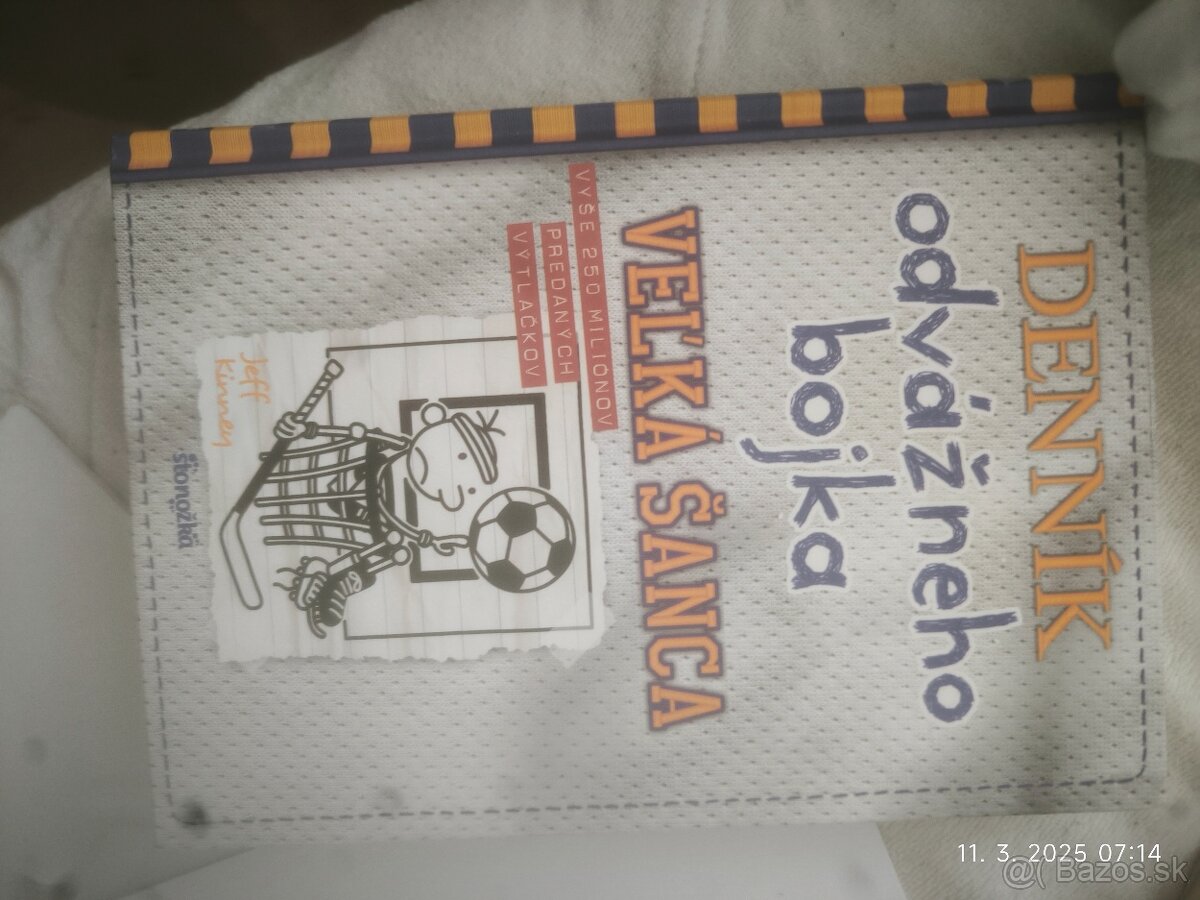 DENNÍK
odvážneho
bojka
VEĽKÁ ŠANCA
VYŠE 250 MILIÓNOV
PREDANÝCH
VÝTLAČKOV
Jeff
Kinney
stonožka
11. 3. 2025 07:14
@( Bazos.sk